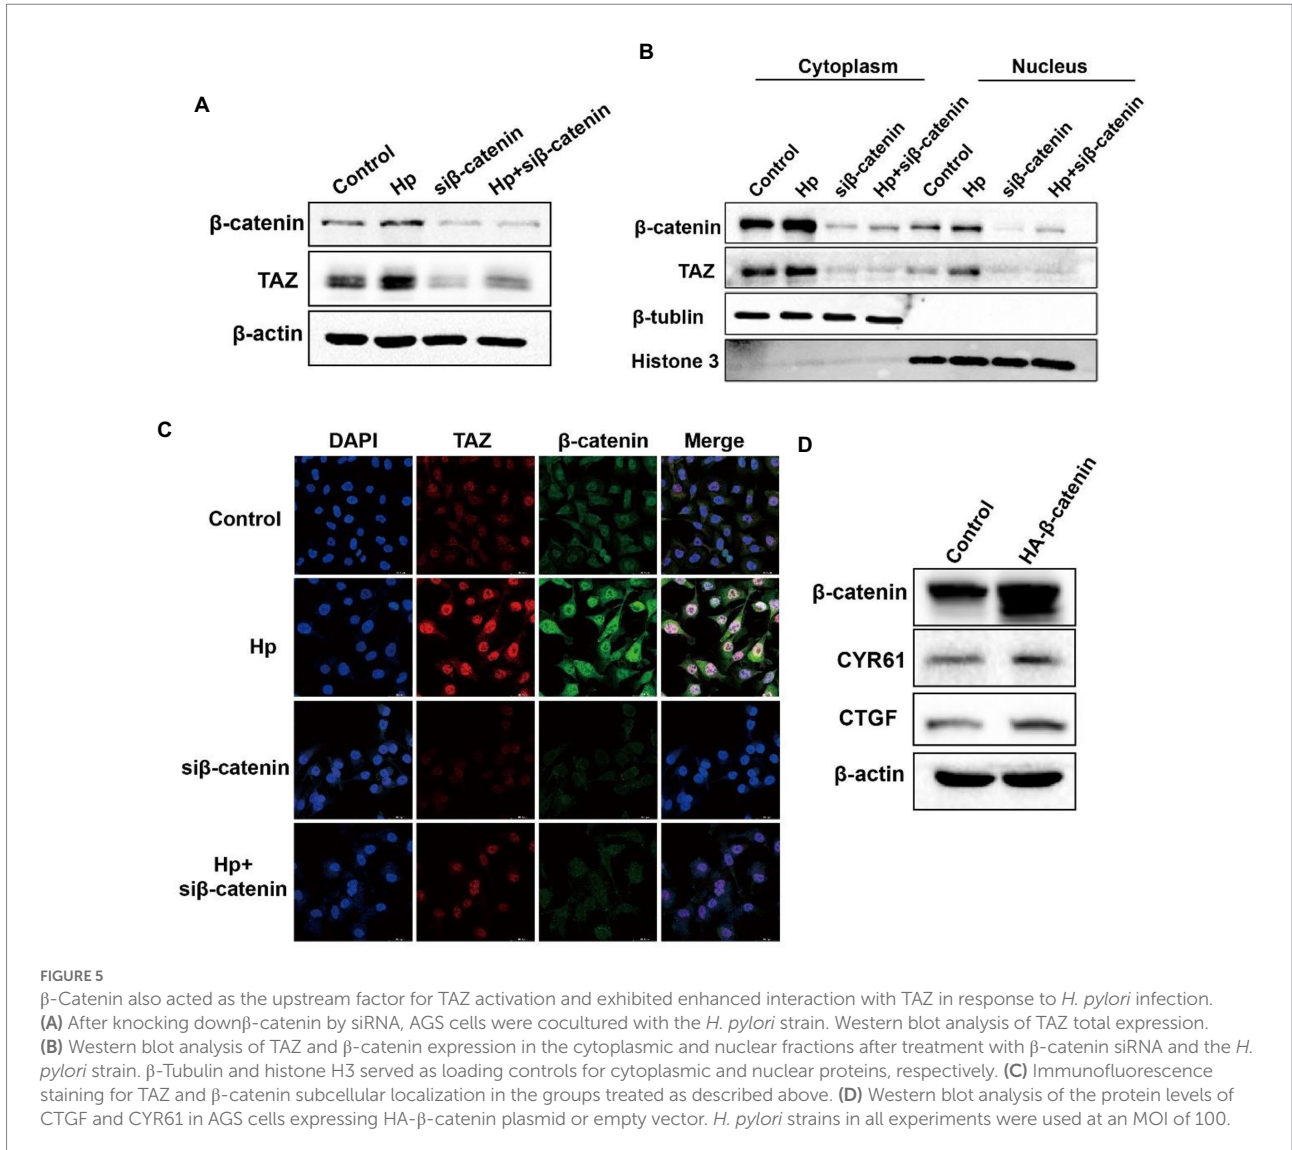 A
Control
Hp
siβ-catenin
Hp+siβ-catenin
β-catenin
TAZ
β-actin
B
Cytoplasm
Nucleus
Control
Hp
siβ-catenin
Hp+siβ-catenin
Control
Hp
siβ-catenin
Hp+siβ-catenin
β-catenin
TAZ
β-tublin
Histone 3
C
DAPI TAZ β-catenin Merge
Control
Hp
siβ-catenin
Hp+
siβ-catenin
D
Control
HA-β-catenin
β-catenin
CYR61
CTGF
β-actin
FIGURE 5
β-Catenin also acted as the upstream factor for TAZ activation and exhibited enhanced interaction with TAZ in response to H. pylori infection.
(A) After knocking downβ-catenin by siRNA, AGS cells were cocultured with the H. pylori strain. Western blot analysis of TAZ total expression.
(B) Western blot analysis of TAZ and β-catenin expression in the cytoplasmic and nuclear fractions after treatment with β-catenin siRNA and the H.
pylori strain. β-Tubulin and histone H3 served as loading controls for cytoplasmic and nuclear proteins, respectively. (C) Immunofluorescence
staining for TAZ and β-catenin subcellular localization in the groups treated as described above. (D) Western blot analysis of the protein levels of
CTGF and CYR61 in AGS cells expressing HA-β-catenin plasmid or empty vector. H. pylori strains in all experiments were used at an MOI of 100.